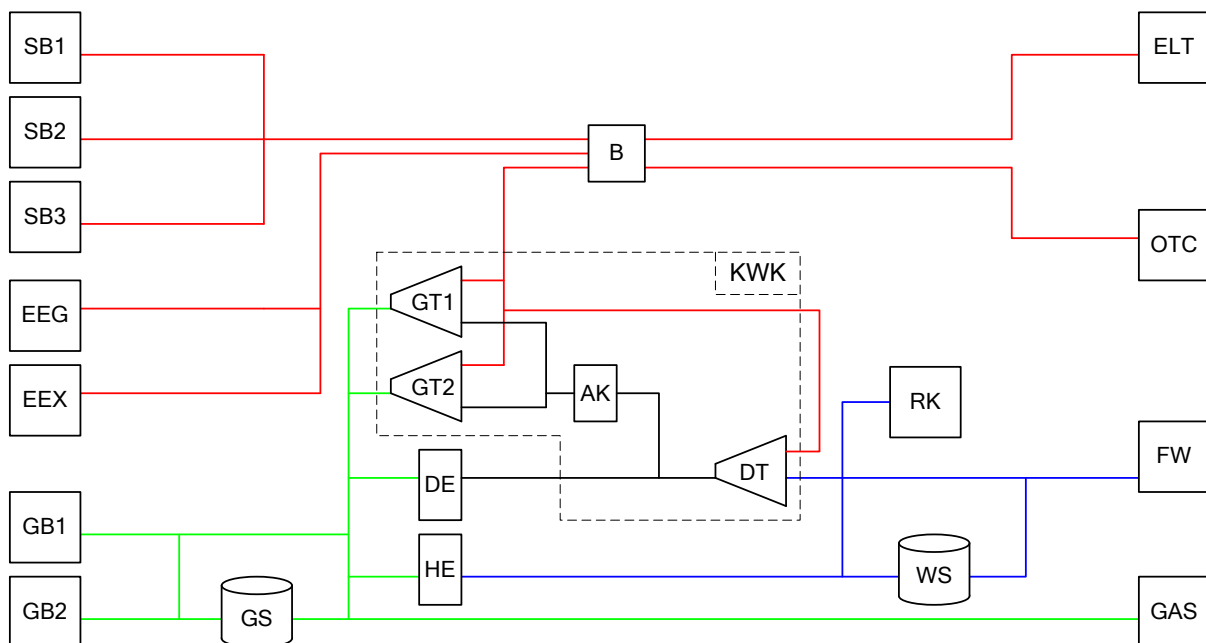 SB1
ELT
SB2
B
SB3
OTC
KWK
GT1
EEG
GT2
AK
EEX
RK
FW
DT
DE
GB1
HE
WS
GB2
GS
GAS